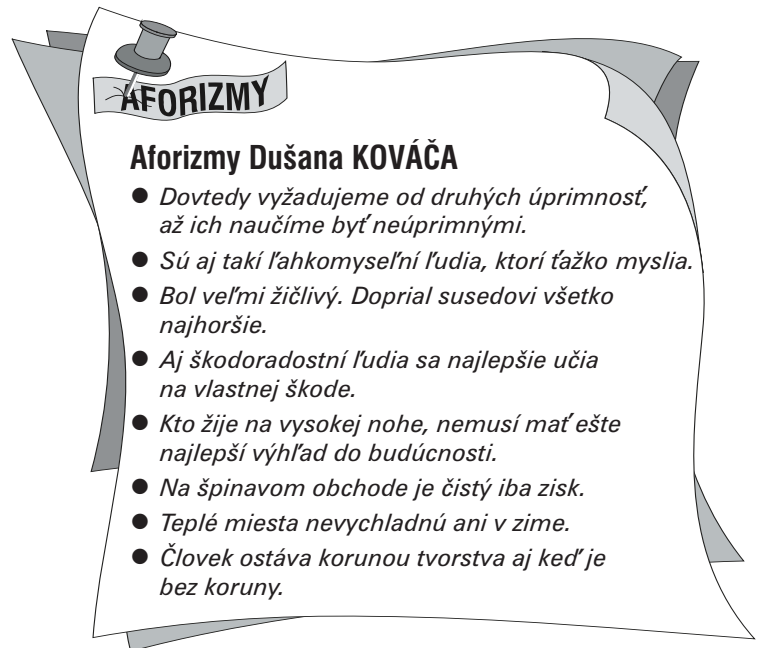 AFORIZMY
Aforizmy Dušana KOVÁČA
● Dovtedy vyžadujeme od druhých úprimnosť,
až ich naučíme byť neúprimnými.
● Sú aj takí ľahkomyseľní ľudia, ktorí ťažko myslia.
● Bol veľmi žičlivý. Doprial susedovi všetko
najhoršie.
● Aj škodoradostní ľudia sa najlepšie učia
na vlastnej škode.
● Kto žije na vysokej nohe, nemusí mať ešte
najlepší výhľad do budúcnosti.
● Na špinavom obchode je čistý iba zisk.
● Teplé miesta nevychladnú ani v zime.
● Človek ostáva korunou tvorstva aj keď je
bez koruny.